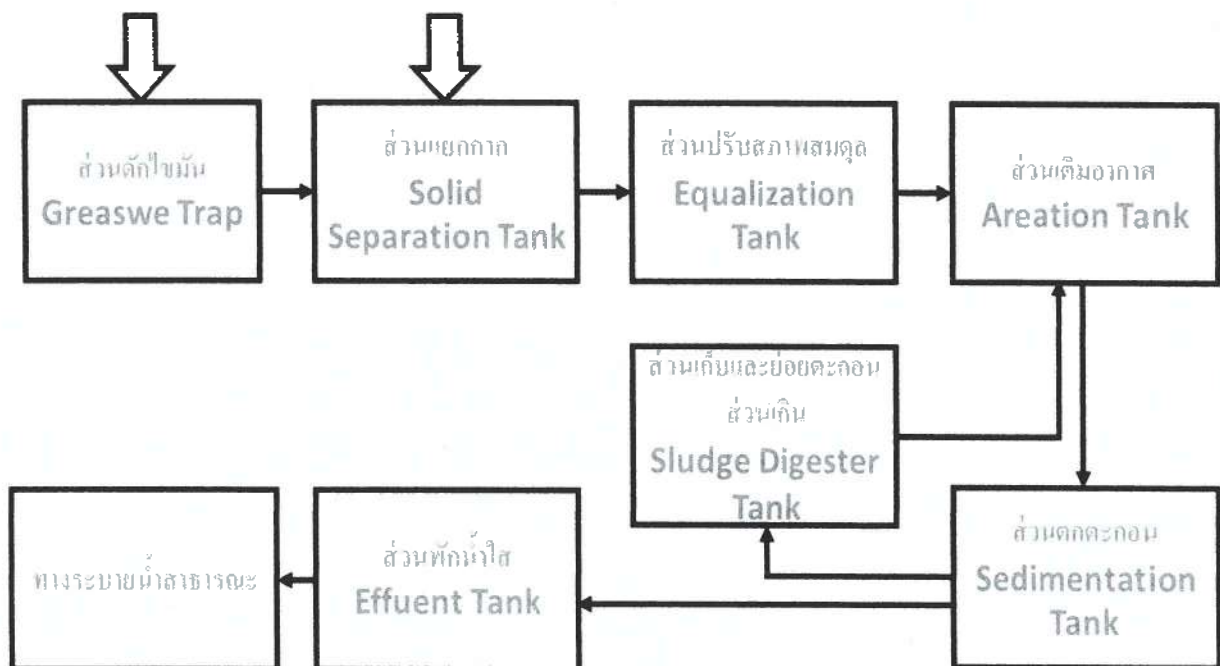 ส่วนดักไขมัน
Greaswe Trap
ส่วนแยกกาก
Solid
Separation Tank
ส่วนปรับสภาพสมดุล
Equalization
Tank
ส่วนเติมอากาศ
Areation Tank
ส่วนเก็บและย่อยตะกอน
ส่วนเกิน
Sludge Digester
Tank
ส่วนตกตะกอน
Sedimentation
Tank
ส่วนพักน้ำใส
Effuent Tank
ทางระบายน้ำสาธารณะ